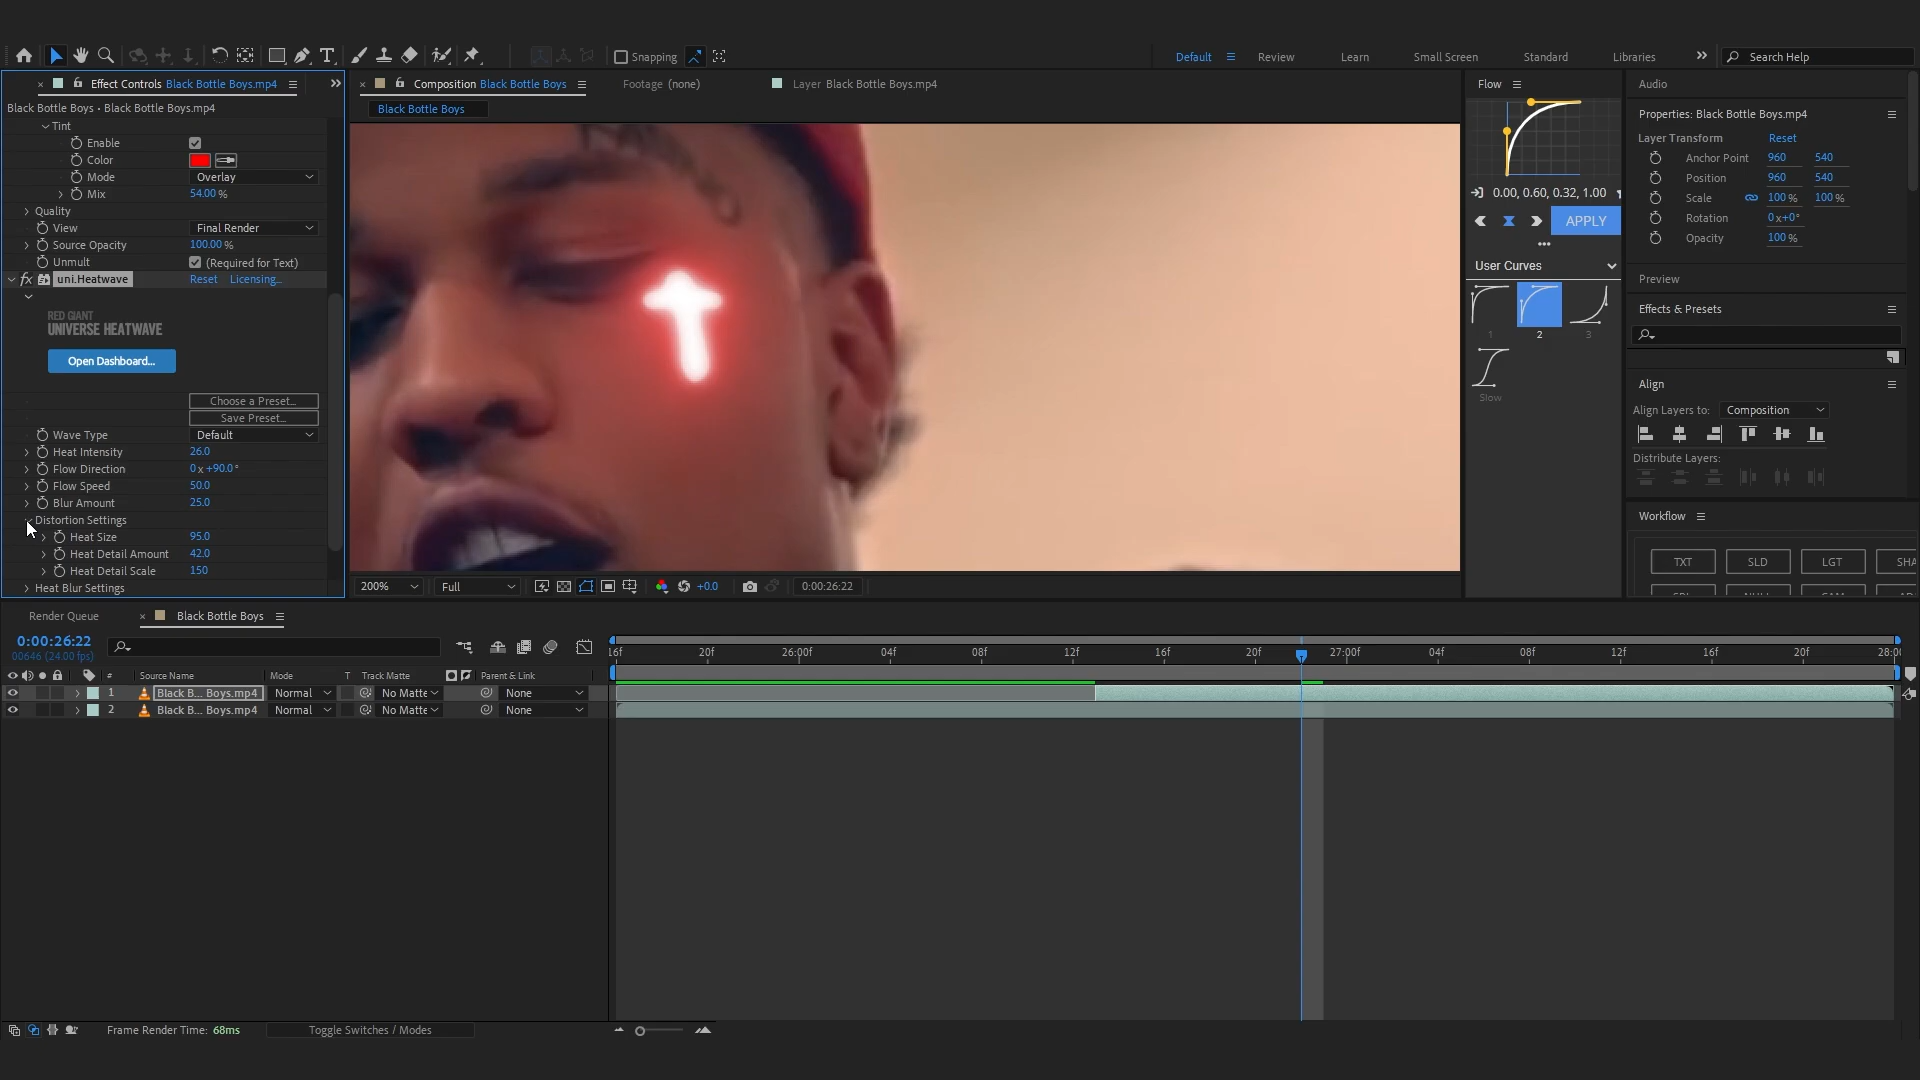 Snapping
Default
Review
Learn
Small Screen
Standard
Libraries
Search Help
Effect Controls Black Bottle Boys.mp4
Black Bottle Boys • Black Bottle Boys.mp4
Tint
Enable
Color
Mode Overlay
Mix 54.00 %
Quality
View Final Render
Source Opacity 100.00 %
Unmult (Required for Text)
fx uni.Heatwave Reset Licensing...
RED GIANT
UNIVERSE HEATWAVE
Open Dashboard...
Choose a Preset...
Save Preset...
Wave Type Default
Heat Intensity 26.0
Flow Direction 0 x +90.0 °
Flow Speed 50.0
Blur Amount 25.0
Distortion Settings
Heat Size 95.0
Heat Detail Amount 42.0
Heat Detail Scale 150
Heat Blur Settings
Composition Black Bottle Boys
Footage (none)
Layer Black Bottle Boys.mp4
Black Bottle Boys
200%
Full
+0.0
0:00:26:22
Flow
0.00, 0.60, 0.32, 1.00
APPLY
User Curves
1
2
3
Slow
Audio
Properties: Black Bottle Boys.mp4
Layer Transform Reset
Anchor Point 960 540
Position 960 540
Scale 100 % 100 %
Rotation 0 x+0°
Opacity 100 %
Preview
Effects & Presets
Align
Align Layers to: Composition
Distribute Layers:
Workflow
TXT SLD LGT SHA
Render Queue
Black Bottle Boys
0:00:26:22
00646 (24.00 fps)
# Source Name Mode T Track Matte Parent & Link
1 Black B... Boys.mp4 Normal No Matte None
2 Black B... Boys.mp4 Normal No Matte None
16f 20f 26:00f 04f 08f 12f 16f 20f 27:00f 04f 08f 12f 16f 20f 28:00
Frame Render Time: 68ms
Toggle Switches / Modes